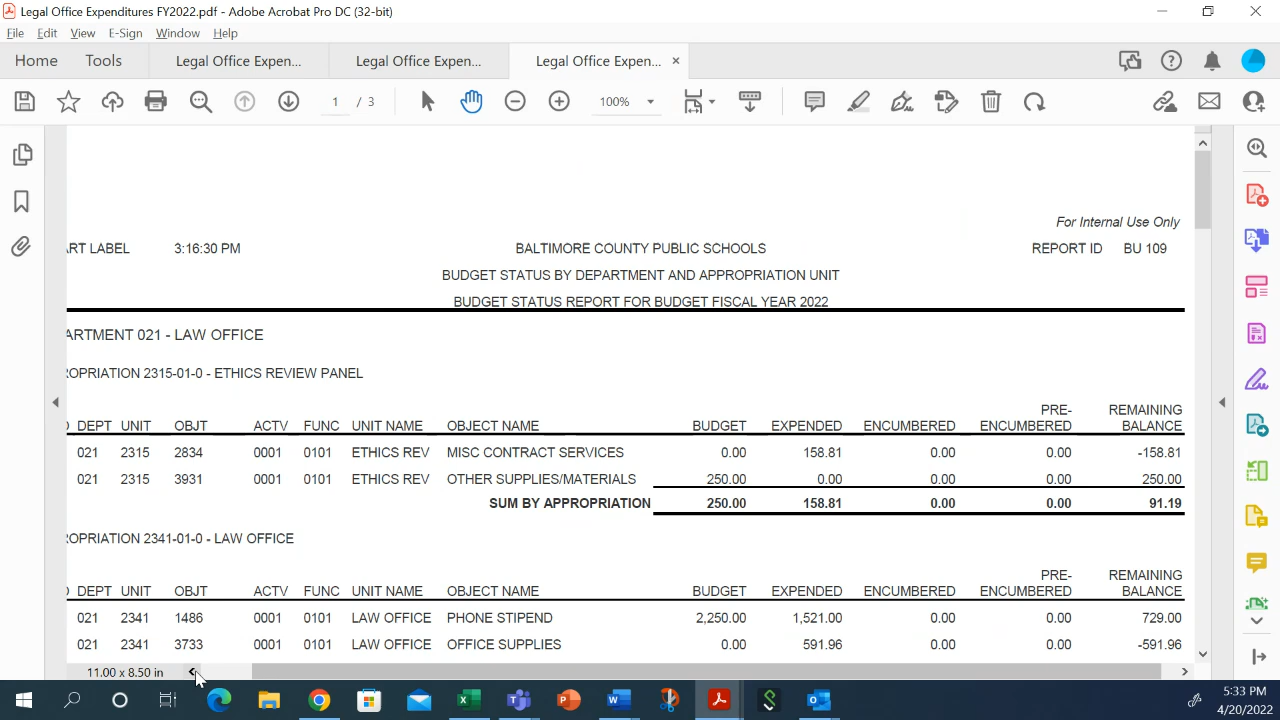 Legal Office Expenditures FY2022.pdf - Adobe Acrobat Pro DC (32-bit)
File Edit View E-Sign Window Help
Home Tools Legal Office Expen... Legal Office Expen... Legal Office Expen... ×
1 / 3 100%
For Internal Use Only
ART LABEL 3:16:30 PM BALTIMORE COUNTY PUBLIC SCHOOLS REPORT ID BU 109
BUDGET STATUS BY DEPARTMENT AND APPROPRIATION UNIT
BUDGET STATUS REPORT FOR BUDGET FISCAL YEAR 2022
ARTMENT 021 - LAW OFFICE
ROPRIATION 2315-01-0 - ETHICS REVIEW PANEL
PRE- REMAINING
DEPT UNIT OBJT ACTV FUNC UNIT NAME OBJECT NAME BUDGET EXPENDED ENCUMBERED ENCUMBERED BALANCE
021 2315 2834 0001 0101 ETHICS REV MISC CONTRACT SERVICES 0.00 158.81 0.00 0.00 -158.81
021 2315 3931 0001 0101 ETHICS REV OTHER SUPPLIES/MATERIALS 250.00 0.00 0.00 0.00 250.00
SUM BY APPROPRIATION 250.00 158.81 0.00 0.00 91.19
ROPRIATION 2341-01-0 - LAW OFFICE
PRE- REMAINING
DEPT UNIT OBJT ACTV FUNC UNIT NAME OBJECT NAME BUDGET EXPENDED ENCUMBERED ENCUMBERED BALANCE
021 2341 1486 0001 0101 LAW OFFICE PHONE STIPEND 2,250.00 1,521.00 0.00 0.00 729.00
021 2341 3733 0001 0101 LAW OFFICE OFFICE SUPPLIES 0.00 591.96 0.00 0.00 -591.96
11.00 x 8.50 in
5:33 PM
4/20/2022